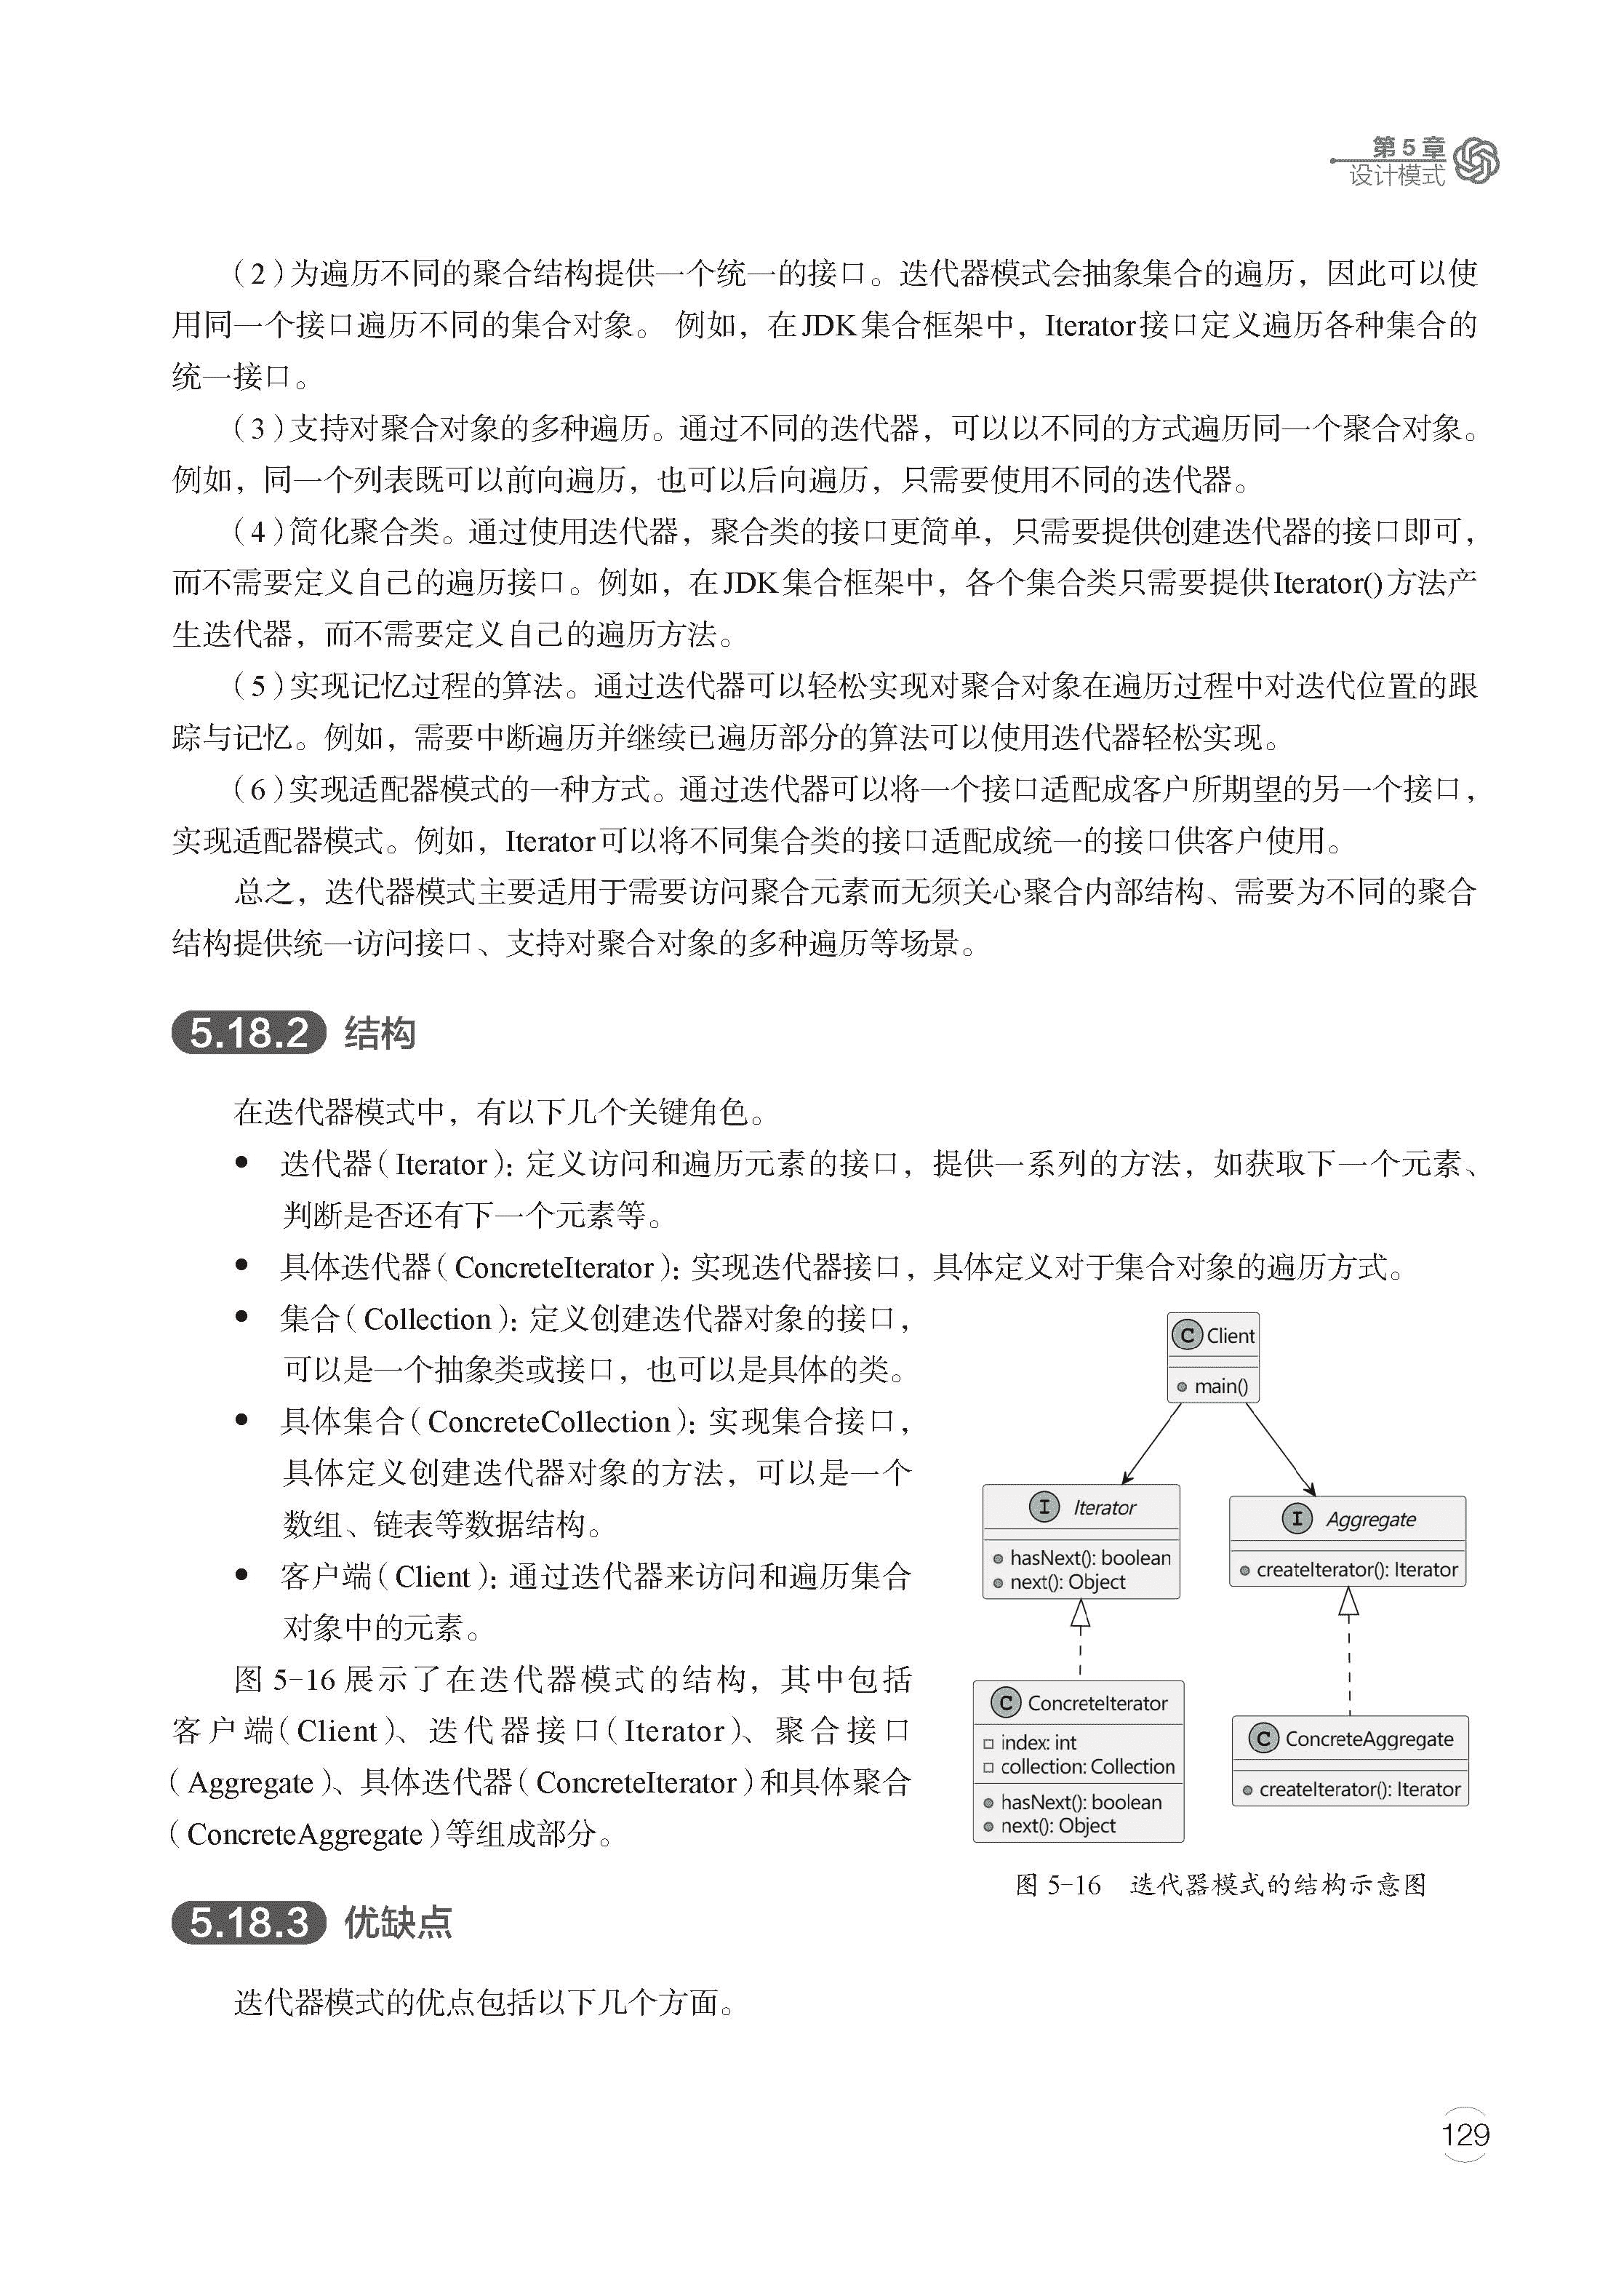 第5章
设计模式
（2）为遍历不同的聚合结构提供一个统一的接口。迭代器模式会抽象集合的遍历，因此可以使
用同一个接口遍历不同的集合对象。 例如，在JDK集合框架中，Iterator接口定义遍历各种集合的
统一接口。
（3）支持对聚合对象的多种遍历。通过不同的迭代器，可以以不同的方式遍历同一个聚合对象。
例如，同一个列表既可以前向遍历，也可以后向遍历，只需要使用不同的迭代器。
（4）简化聚合类。通过使用迭代器，聚合类的接口更简单，只需要提供创建迭代器的接口即可，
而不需要定义自己的遍历接口。例如，在JDK集合框架中，各个集合类只需要提供Iterator()方法产
生迭代器，而不需要定义自己的遍历方法。
（5）实现记忆过程的算法。通过迭代器可以轻松实现对聚合对象在遍历过程中对迭代位置的跟
踪与记忆。例如，需要中断遍历并继续已遍历部分的算法可以使用迭代器轻松实现。
（6）实现适配器模式的一种方式。通过迭代器可以将一个接口适配成客户所期望的另一个接口，
实现适配器模式。例如，Iterator可以将不同集合类的接口适配成统一的接口供客户使用。
总之，迭代器模式主要适用于需要访问聚合元素而无须关心聚合内部结构、需要为不同的聚合
结构提供统一访问接口、支持对聚合对象的多种遍历等场景。
5.18.2 结构
在迭代器模式中，有以下几个关键角色。
● 迭代器（Iterator）：定义访问和遍历元素的接口，提供一系列的方法，如获取下一个元素、
判断是否还有下一个元素等。
● 具体迭代器（ConcreteIterator）：实现迭代器接口，具体定义对于集合对象的遍历方式。
● 集合（Collection）：定义创建迭代器对象的接口，
可以是一个抽象类或接口，也可以是具体的类。
● 具体集合（ConcreteCollection）：实现集合接口，
具体定义创建迭代器对象的方法，可以是一个
数组、链表等数据结构。
● 客户端（Client）：通过迭代器来访问和遍历集合
对象中的元素。
图 5-16 展示了在迭代器模式的结构，其中包括
客户端（Client）、迭代器接口（Iterator）、聚合接口
（Aggregate）、具体迭代器（ConcreteIterator）和具体聚合
（ConcreteAggregate）等组成部分。
C Client
main()
I Iterator
hasNext(): boolean
next(): Object
I Aggregate
createIterator(): Iterator
C ConcreteIterator
index: int
collection: Collection
hasNext(): boolean
next(): Object
C ConcreteAggregate
createIterator(): Iterator
图 5-16 迭代器模式的结构示意图
5.18.3 优缺点
迭代器模式的优点包括以下几个方面。
129